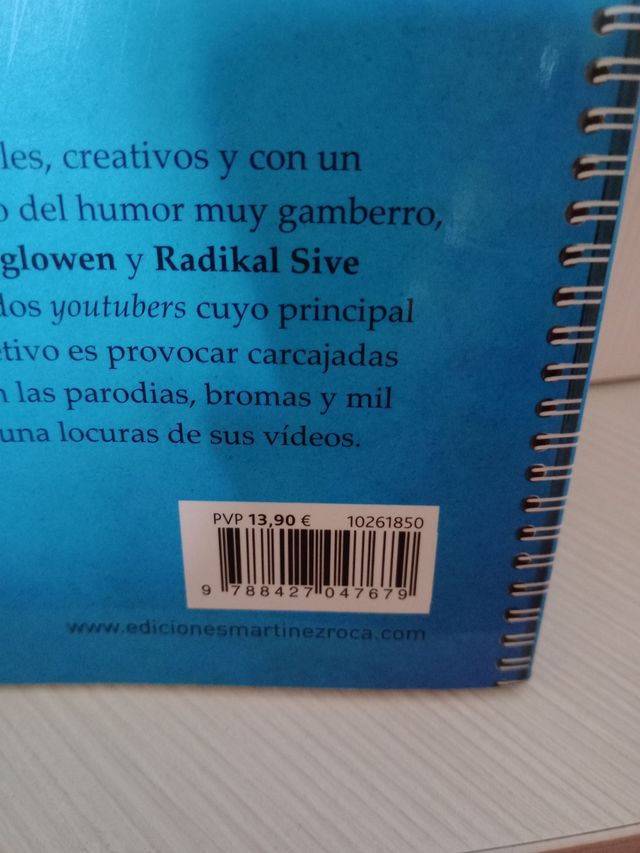 les, creativos y con un
o del humor muy gamberro,
glowen y Radikal Sive
dos youtubers cuyo principal
etivo es provocar carcajadas
n las parodias, bromas y mil
una locuras de sus vídeos.
PVP 13,90 € 10261850
9 788427 047679
www.edicionesmartinezroca.com